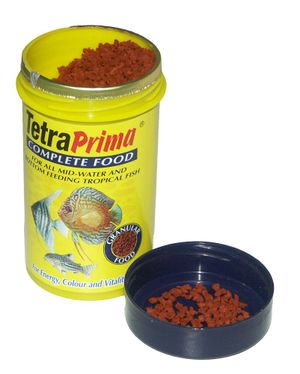 TetraPrima
COMPLETE FOOD
FOR ALL MID-WATER AND
BOTTOM FEEDING TROPICAL FISH
GRANULAR
FOOD
For Energy, Colour and Vitality